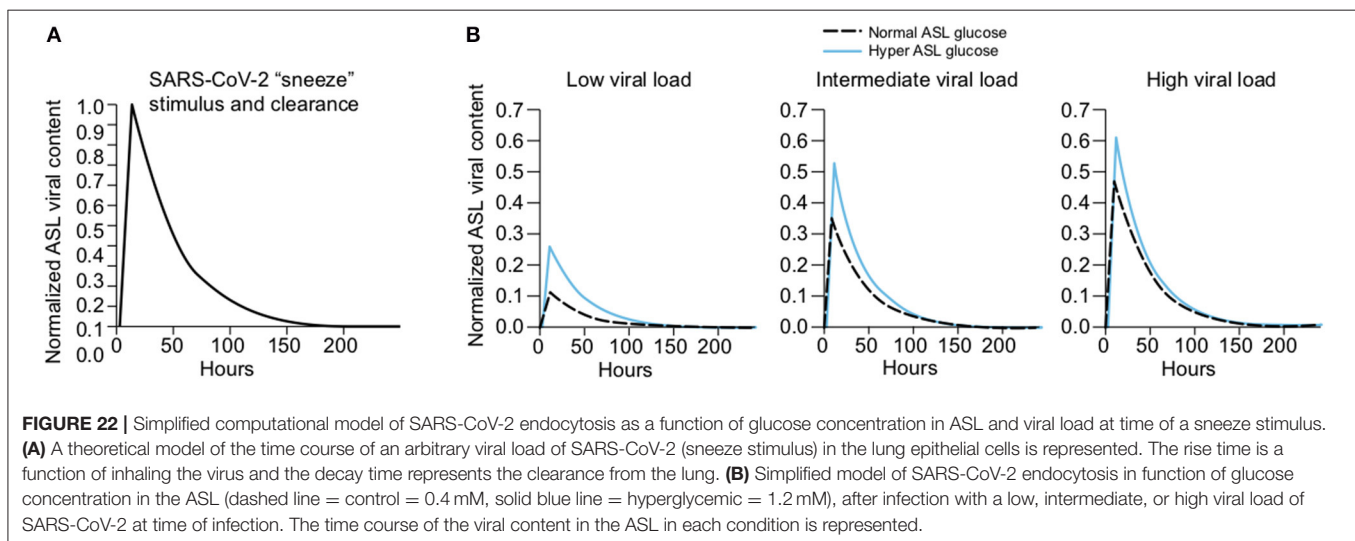 A
SARS-CoV-2 “sneeze”
stimulus and clearance
Normalized ASL viral content
1.0
0.9
0.8
0.7
0.6
0.5
0.4
0.3
0.2
0.1
0.0
0 50 100 150 200
Hours
B
Normal ASL glucose
Hyper ASL glucose
Low viral load
Normalized ASL viral content
0.7
0.6
0.5
0.4
0.3
0.2
0.1
0.0
0 50 100 150 200
Hours
Intermediate viral load
0.7
0.6
0.5
0.4
0.3
0.2
0.1
0.0
0 50 100 150 200
Hours
High viral load
0.7
0.6
0.5
0.4
0.3
0.2
0.1
0.0
0 50 100 150 200
Hours
FIGURE 22 | Simplified computational model of SARS-CoV-2 endocytosis as a function of glucose concentration in ASL and viral load at time of a sneeze stimulus.
(A) A theoretical model of the time course of an arbitrary viral load of SARS-CoV-2 (sneeze stimulus) in the lung epithelial cells is represented. The rise time is a
function of inhaling the virus and the decay time represents the clearance from the lung. (B) Simplified model of SARS-CoV-2 endocytosis in function of glucose
concentration in the ASL (dashed line = control = 0.4 mM, solid blue line = hyperglycemic = 1.2 mM), after infection with a low, intermediate, or high viral load of
SARS-CoV-2 at time of infection. The time course of the viral content in the ASL in each condition is represented.